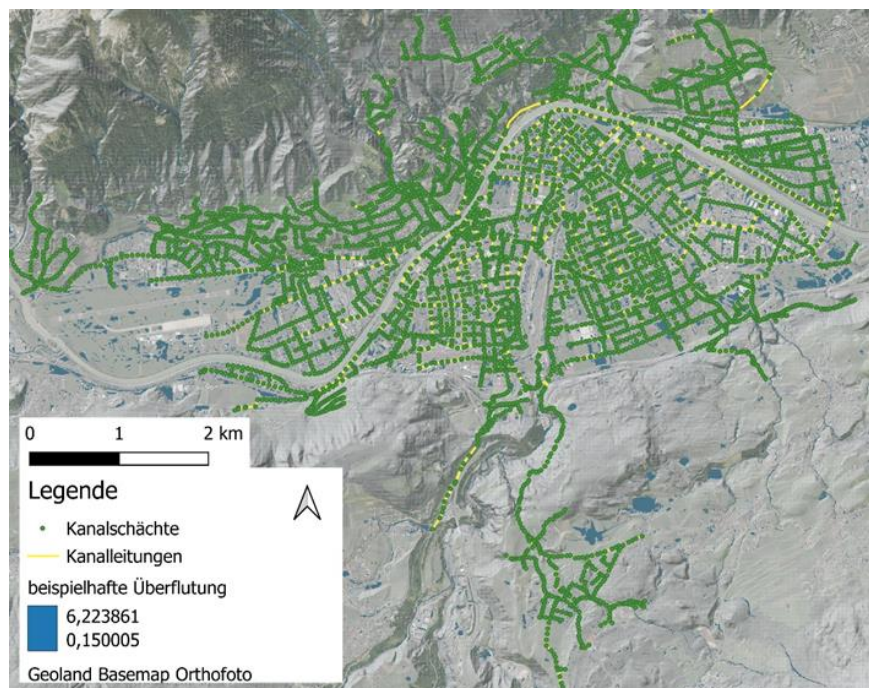 0 1 2 km
Legende
Kanalschächte
Kanalleitungen
beispielhafte Überflutung
6,223861
0,150005
Geoland Basemap Orthofoto